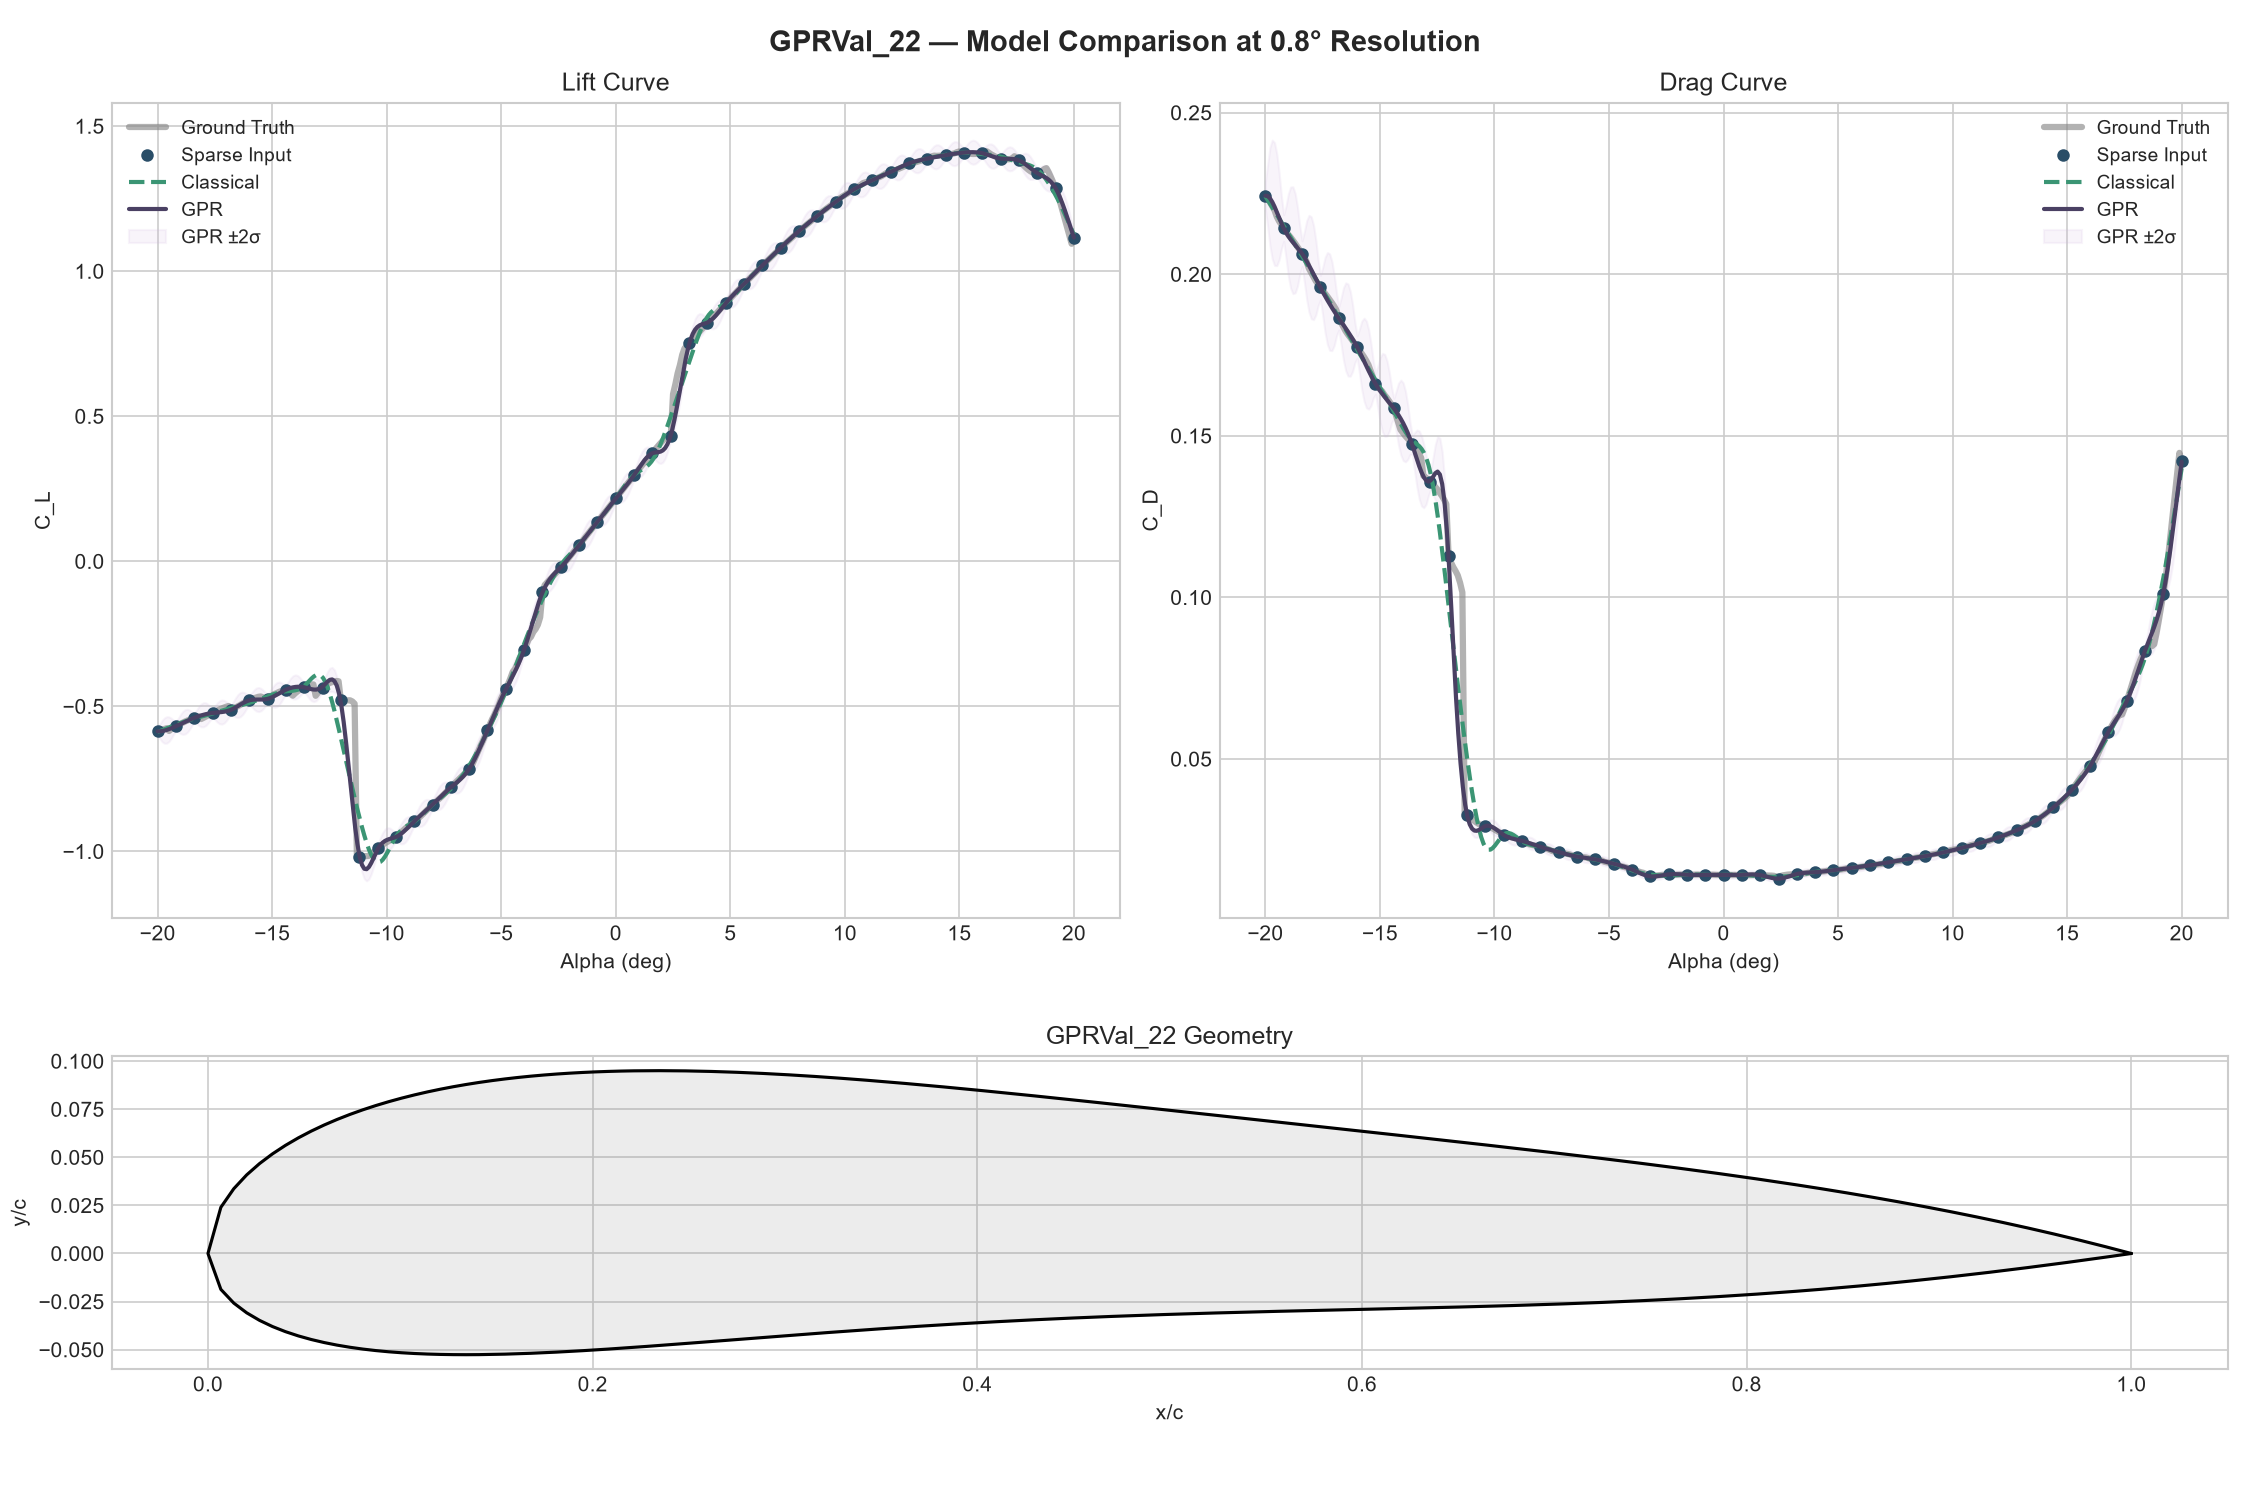 GPRVal_22 — Model Comparison at 0.8° Resolution
Lift Curve
Ground Truth
Sparse Input
Classical
GPR
GPR ±2σ
1.5
1.0
0.5
0.0
−0.5
−1.0
C_L
−20 −15 −10 −5 0 5 10 15 20
Alpha (deg)
Drag Curve
Ground Truth
Sparse Input
Classical
GPR
GPR ±2σ
0.25
0.20
0.15
0.10
0.05
C_D
−20 −15 −10 −5 0 5 10 15 20
Alpha (deg)
GPRVal_22 Geometry
0.100
0.075
0.050
0.025
0.000
−0.025
−0.050
y/c
0.0 0.2 0.4 0.6 0.8 1.0
x/c